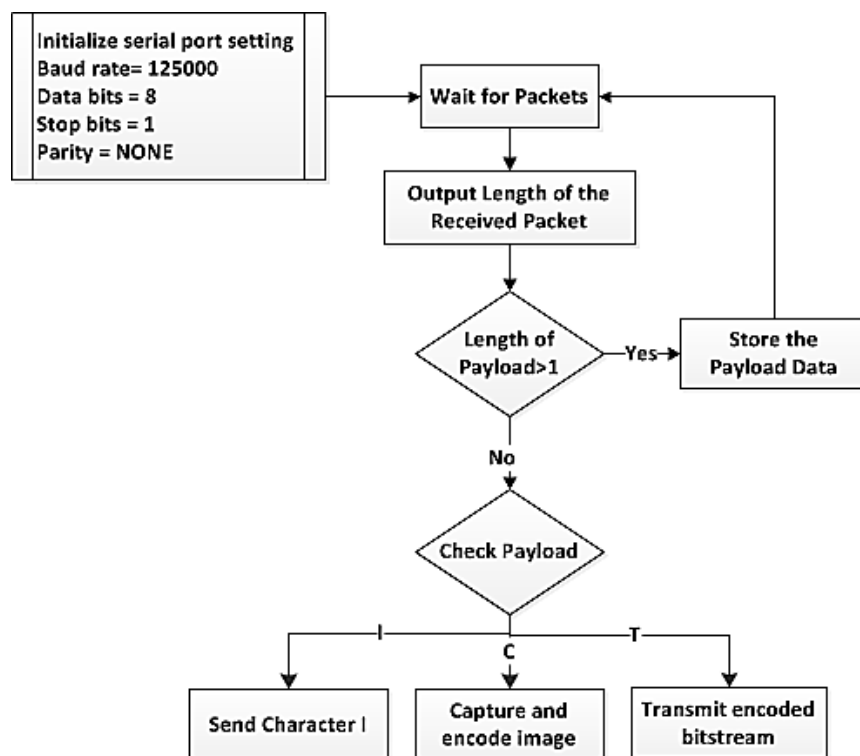 Initialize serial port setting
Baud rate= 125000
Data bits = 8
Stop bits = 1
Parity = NONE
Wait for Packets
Output Length of the
Received Packet
Length of
Payload>1
Yes
Store the
Payload Data
No
Check Payload
I
C
T
Send Character I
Capture and
encode image
Transmit encoded
bitstream